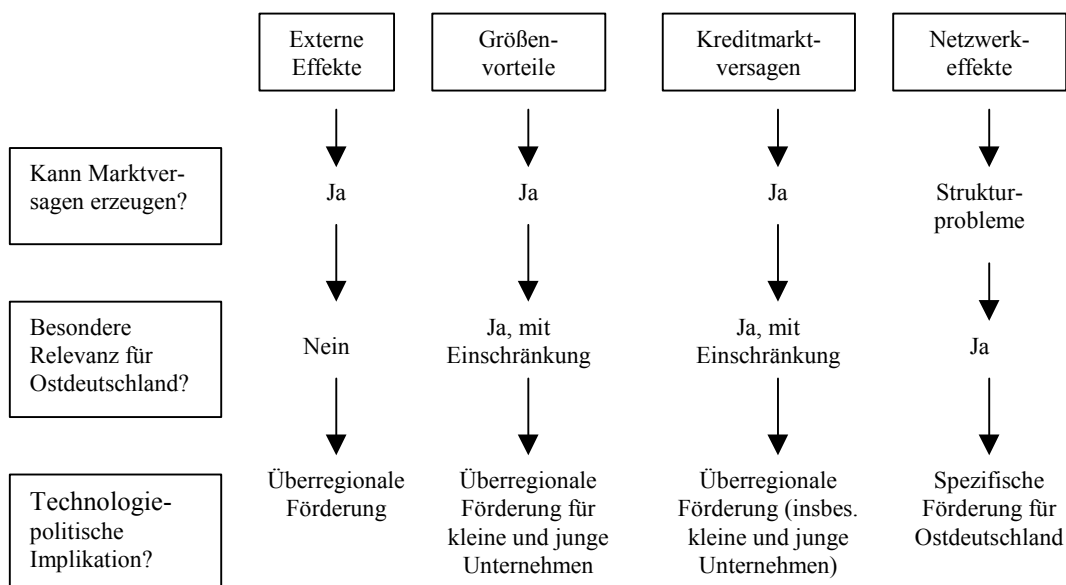 Externe
Effekte
Größen-
vorteile
Kreditmarkt-
versagen
Netzwerk-
effekte
Kann Marktver-
sagen erzeugen?
Ja
Ja
Ja
Struktur-
probleme
Besondere
Relevanz für
Ostdeutschland?
Nein
Ja, mit
Einschränkung
Ja, mit
Einschränkung
Ja
Technologie-
politische
Implikation?
Überregionale
Förderung
Überregionale
Förderung für
kleine und junge
Unternehmen
Überregionale
Förderung (insbes.
kleine und junge
Unternehmen)
Spezifische
Förderung für
Ostdeutschland